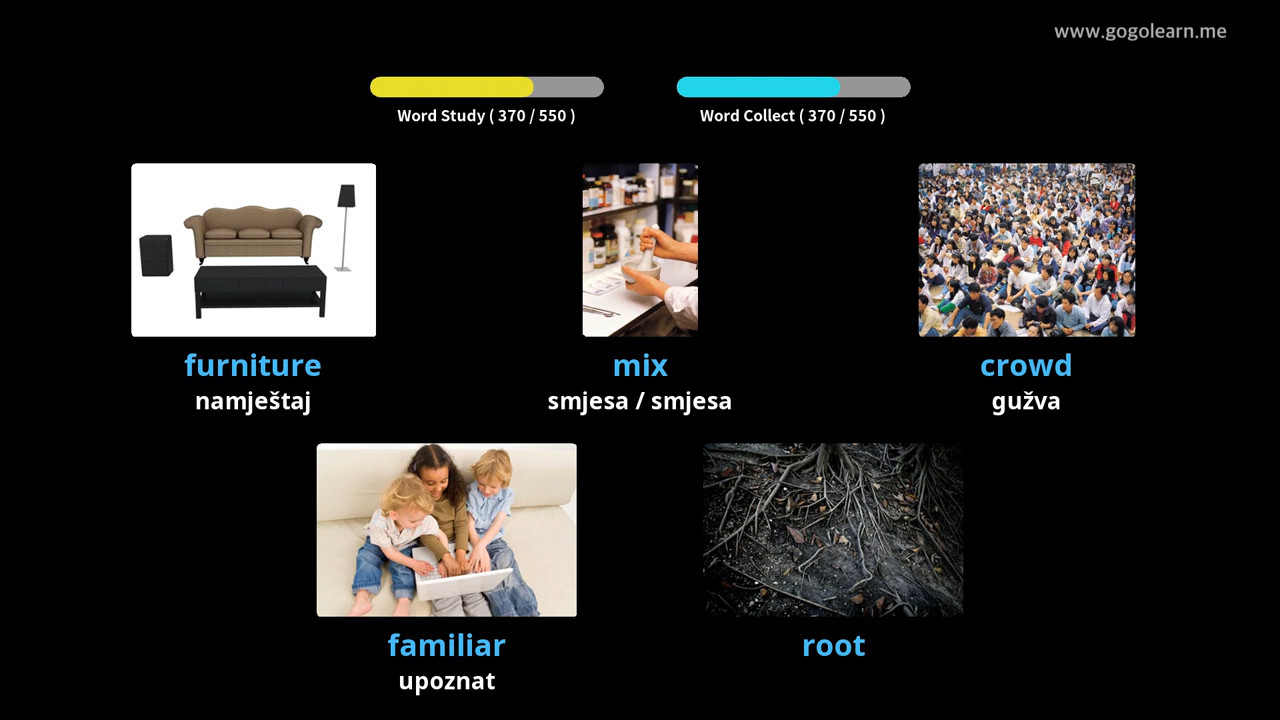 www.gogolearn.me
Word Study ( 370 / 550 )
Word Collect ( 370 / 550 )
furniture
namještaj
mix
smjesa / smjesa
crowd
gužva
familiar
upoznat
root